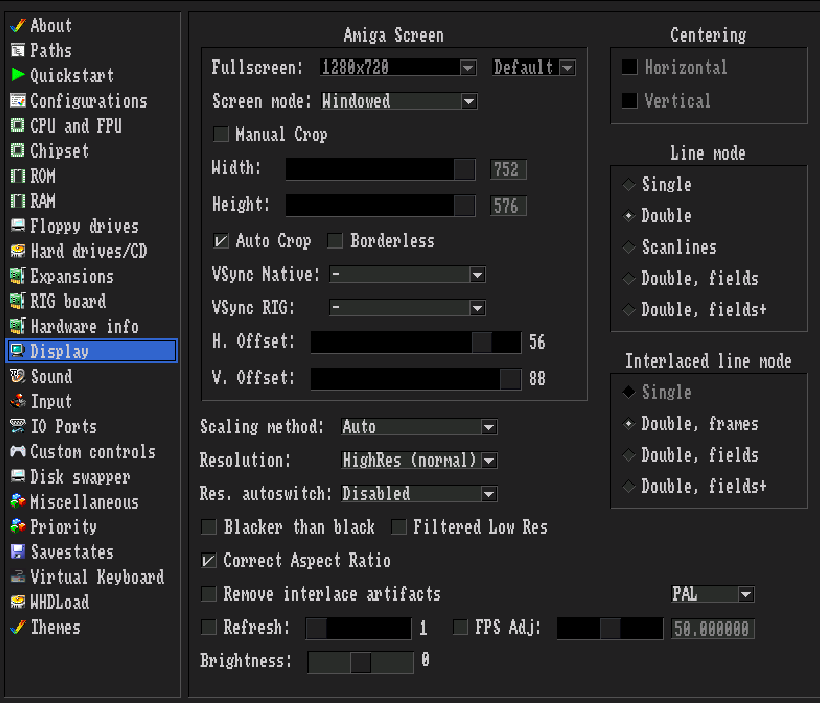 About
Paths
Quickstart
Configurations
CPU and FPU
Chipset
ROM
RAM
Floppy drives
Hard drives/CD
Expansions
RTG board
Hardware info
Display
Sound
Input
IO Ports
Custom controls
Disk swapper
Miscellaneous
Priority
Savestates
Virtual Keyboard
WHDLoad
Themes
Amiga Screen
Fullscreen: 1280x720 Default
Screen mode: Windowed
Manual Crop
Width: 752
Height: 576
Auto Crop Borderless
VSync Native: -
VSync RTG: -
H. Offset: 56
V. Offset: 88
Scaling method: Auto
Resolution: HighRes (normal)
Res. autoswitch: Disabled
Blacker than black Filtered Low Res
Correct Aspect Ratio
Remove interlace artifacts PAL
Refresh: 1 FPS Adj: 50.000000
Brightness: 0
Centering
Horizontal
Vertical
Line mode
Single
Double
Scanlines
Double, fields
Double, fields+
Interlaced line mode
Single
Double, frames
Double, fields
Double, fields+